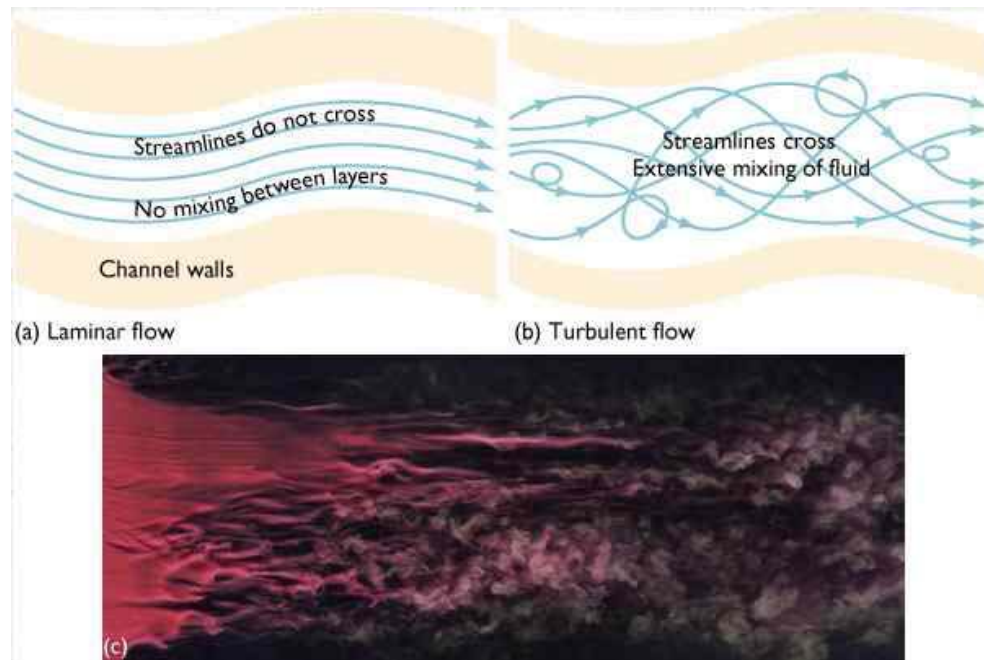 Streamlines do not cross
No mixing between layers
Channel walls
(a) Laminar flow
Streamlines cross
Extensive mixing of fluid
(b) Turbulent flow
(c)